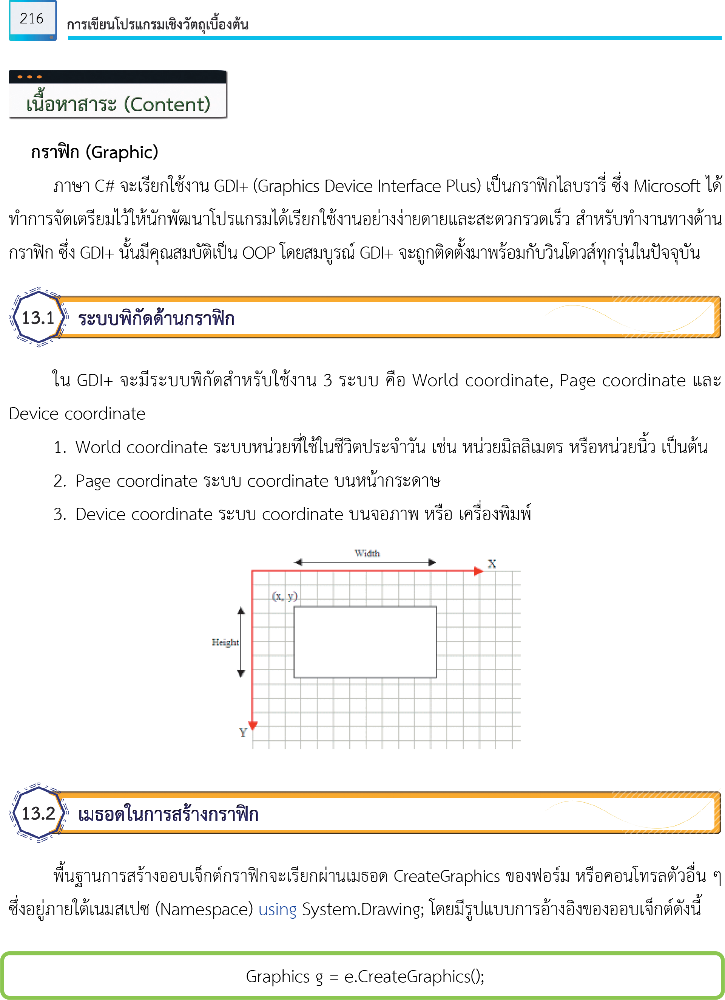 216
การเขียนโปรแกรมเชิงวัตถุเบื้องต้น
เนื้อหาสาระ (Content)
กราฟิก (Graphic)
ภาษา C# จะเรียกใช้งาน GDI+ (Graphics Device Interface Plus) เป็นกราฟิกไลบรารี่ ซึ่ง Microsoft ได้
ทำการจัดเตรียมไว้ให้นักพัฒนาโปรแกรมได้เรียกใช้งานอย่างง่ายดายและสะดวกรวดเร็ว สำหรับทำงานทางด้าน
กราฟิก ซึ่ง GDI+ นั้นมีคุณสมบัติเป็น OOP โดยสมบูรณ์ GDI+ จะถูกติดตั้งมาพร้อมกับวินโดวส์ทุกรุ่นในปัจจุบัน
13.1 ระบบพิกัดด้านกราฟิก
ใน GDI+ จะมีระบบพิกัดสำหรับใช้งาน 3 ระบบ คือ World coordinate, Page coordinate และ
Device coordinate
1. World coordinate ระบบหน่วยที่ใช้ในชีวิตประจำวัน เช่น หน่วยมิลลิเมตร หรือหน่วยนิ้ว เป็นต้น
2. Page coordinate ระบบ coordinate บนหน้ากระดาษ
3. Device coordinate ระบบ coordinate บนจอภาพ หรือ เครื่องพิมพ์
Width
X
(x, y)
Height
Y
13.2 เมธอดในการสร้างกราฟิก
พื้นฐานการสร้างออบเจ็กต์กราฟิกจะเรียกผ่านเมธอด CreateGraphics ของฟอร์ม หรือคอนโทรลตัวอื่น ๆ
ซึ่งอยู่ภายใต้เนมสเปซ (Namespace) using System.Drawing; โดยมีรูปแบบการอ้างอิงของออบเจ็กต์ดังนี้
Graphics g = e.CreateGraphics();